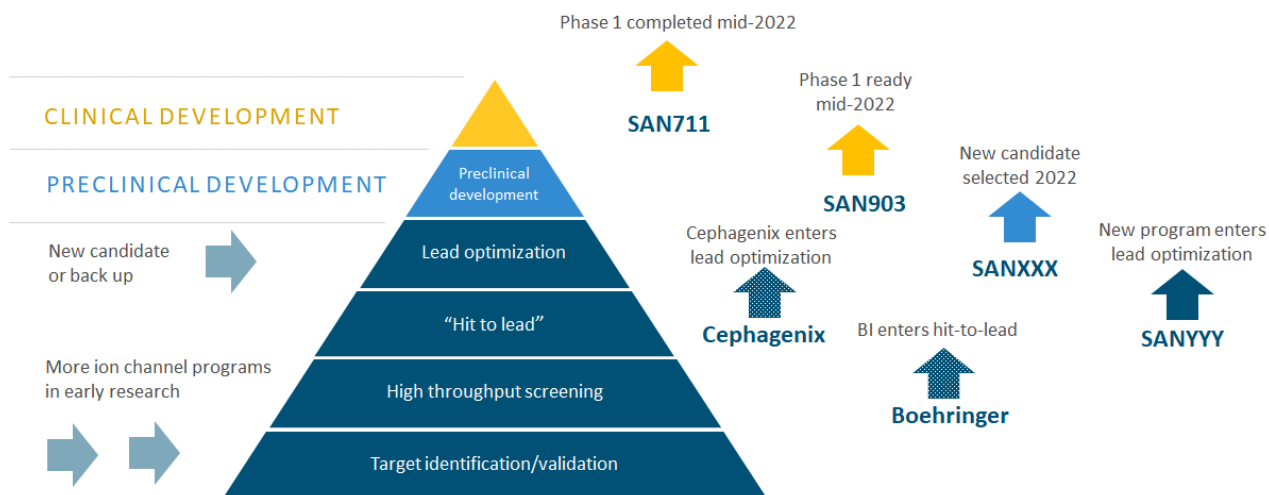 Phase 1 completed mid-2022
SAN711
Phase 1 ready
mid-2022
SAN903
New candidate
selected 2022
SANXXX
New program enters
lead optimization
SANYYY
Cephagenix enters
lead optimization
Cephagenix
BI enters hit-to-lead
Boehringer
CLINICAL DEVELOPMENT
PRECLINICAL DEVELOPMENT
New candidate
or back up
More ion channel programs
in early research
Preclinical
development
Lead optimization
“Hit to lead”
High throughput screening
Target identification/validation